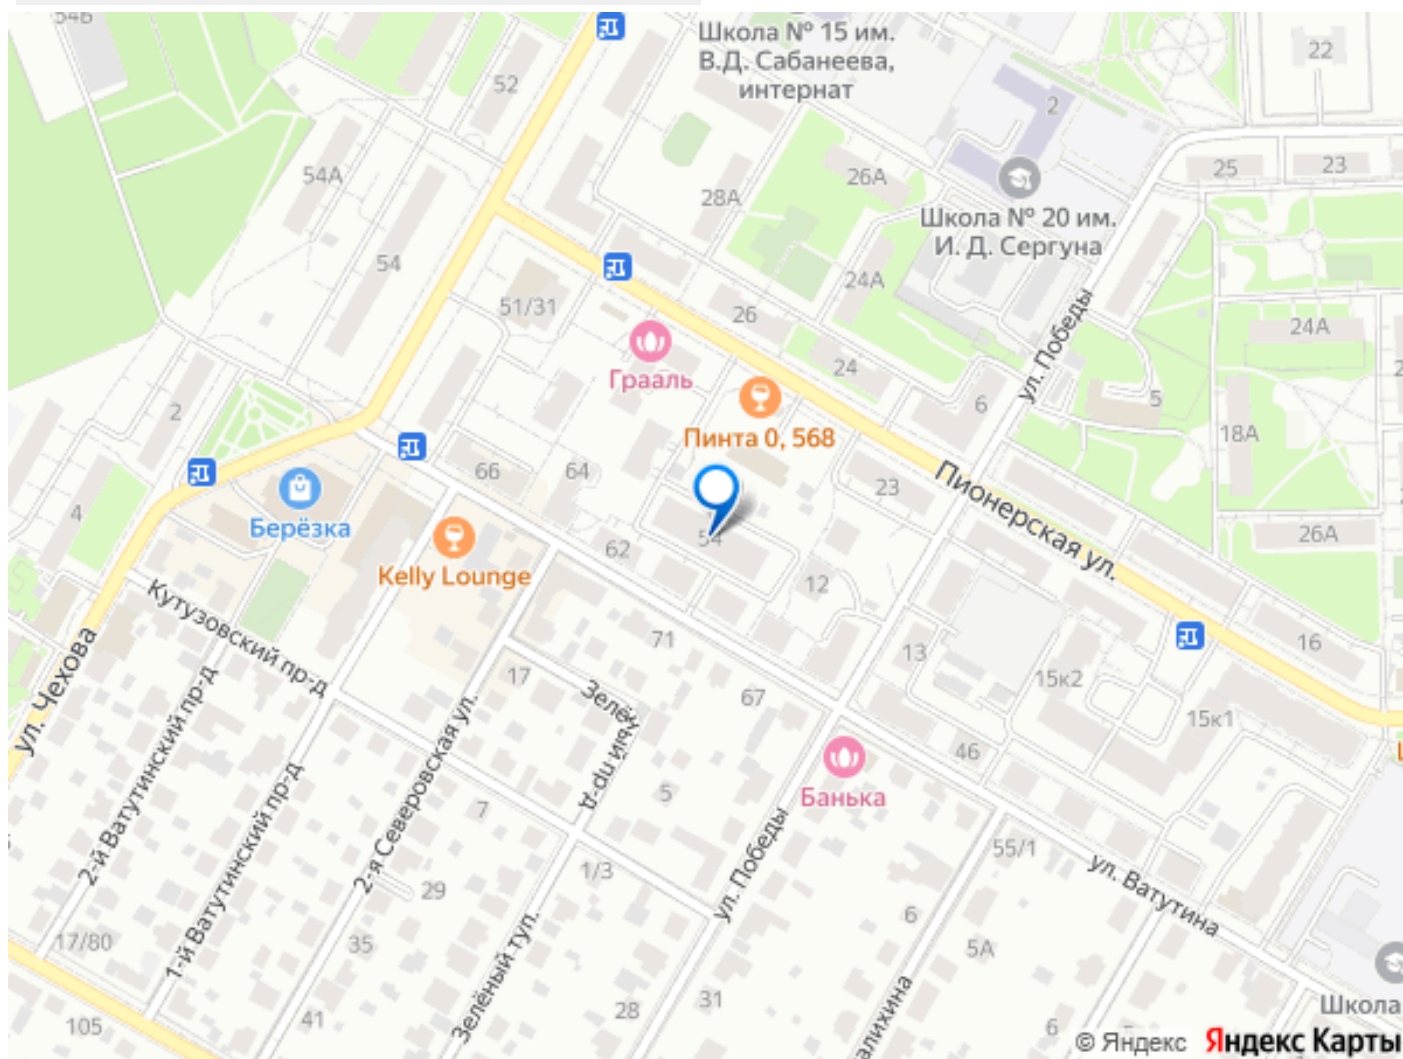 54Б
Школа № 15 им.
В.Д. Сабанеева,
интернат
22
52
2
54А
26А
25
23
28А
Школа № 20 им.
И. Д. Сергуна
54
24А
51/31
26
24А
ул. Победы
Грааль
24
2
6
5
Пинта 0, 568
18А
66
64
23
Пионерская ул.
4
Берёзка
54
26А
62
Kelly Lounge
12
Кутузовский пр-д
71
13
16
ул. Чехова
17
Зелёный пр-д
15к2
67
15к1
46
2-й Ватутинский пр-д
1-й Ватутинский пр-д
2-я Северовская ул.
7
5
Банька
ул. Победы
55/1
1/3
29
ул. Ватутина
6
17/80
35
Зелёный туп.
5А
31
28
105
41
алихина
6
Школа
© Яндекс Яндекс Карты